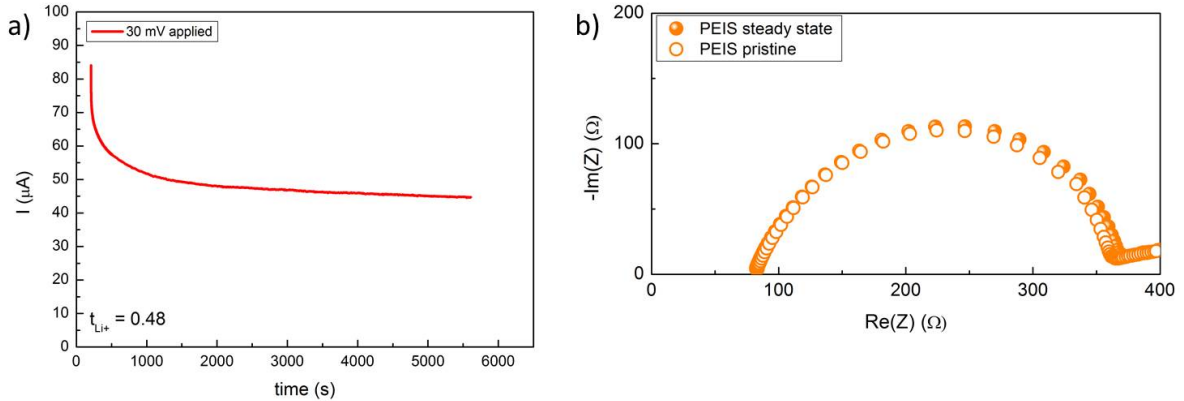 a)
100
90
80
70
60
50
40
30
20
10
0
I (μA)
30 mV applied
t_Li+ = 0.48
0 1000 2000 3000 4000 5000 6000
time (s)
b)
200
100
0
-Im(Z) (Ω)
PEIS steady state
PEIS pristine
0 100 200 300 400
Re(Z) (Ω)